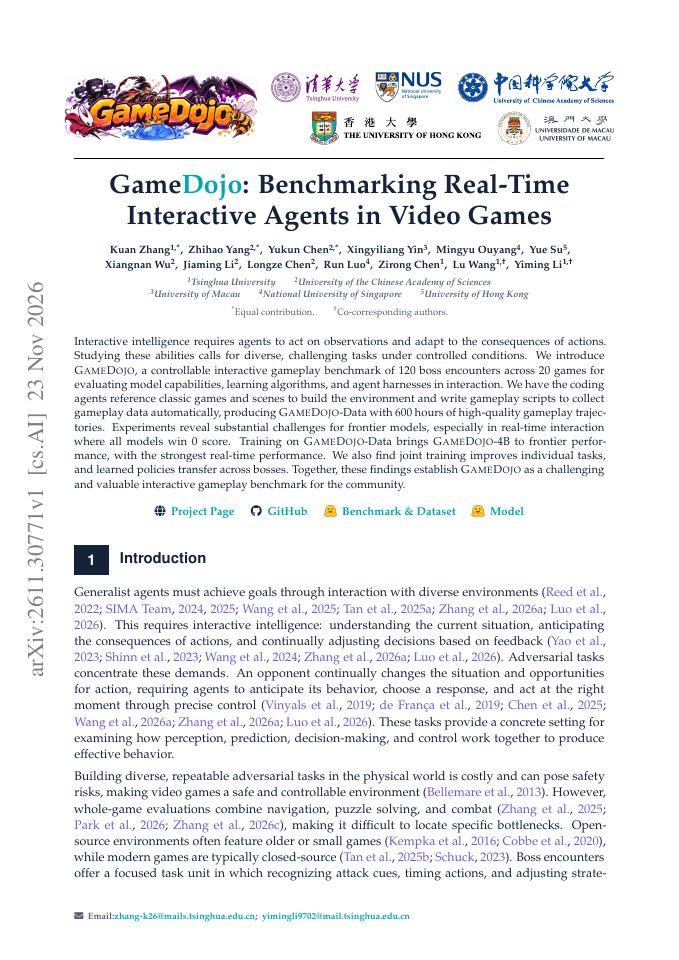 GameDojo
清华大学
Tsinghua University
NUS
National University
of Singapore
中国科学院大学
University of Chinese Academy of Sciences
香港大學
THE UNIVERSITY OF HONG KONG
澳門大學
UNIVERSIDADE DE MACAU
UNIVERSITY OF MACAU
GameDojo: Benchmarking Real-Time
Interactive Agents in Video Games
Kuan Zhang1,*, Zhihao Yang2,*, Yukun Chen2,*, Xingyiliang Yin3, Mingyu Ouyang4, Yue Su5,
Xiangnan Wu2, Jiaming Li2, Longze Chen2, Run Luo4, Zirong Chen1, Lu Wang1,†, Yiming Li1,†
1Tsinghua University 2University of the Chinese Academy of Sciences
3University of Macau 4National University of Singapore 5University of Hong Kong
*Equal contribution. †Co-corresponding authors.
Interactive intelligence requires agents to act on observations and adapt to the consequences of actions.
Studying these abilities calls for diverse, challenging tasks under controlled conditions. We introduce
GAMEDOJO, a controllable interactive gameplay benchmark of 120 boss encounters across 20 games for
evaluating model capabilities, learning algorithms, and agent harnesses in interaction. We have the coding
agents reference classic games and scenes to build the environment and write gameplay scripts to collect
gameplay data automatically, producing GAMEDOJO-Data with 600 hours of high-quality gameplay trajec-
tories. Experiments reveal substantial challenges for frontier models, especially in real-time interaction
where all models win 0 score. Training on GAMEDOJO-Data brings GAMEDOJO-4B to frontier perfor-
mance, with the strongest real-time performance. We also find joint training improves individual tasks,
and learned policies transfer across bosses. Together, these findings establish GAMEDOJO as a challenging
and valuable interactive gameplay benchmark for the community.
Project Page GitHub Benchmark & Dataset Model
1 Introduction
Generalist agents must achieve goals through interaction with diverse environments (Reed et al.,
2022; SIMA Team, 2024, 2025; Wang et al., 2025; Tan et al., 2025a; Zhang et al., 2026a; Luo et al.,
2026). This requires interactive intelligence: understanding the current situation, anticipating
the consequences of actions, and continually adjusting decisions based on feedback (Yao et al.,
2023; Shinn et al., 2023; Wang et al., 2024; Zhang et al., 2026a; Luo et al., 2026). Adversarial tasks
concentrate these demands. An opponent continually changes the situation and opportunities
for action, requiring agents to anticipate its behavior, choose a response, and act at the right
moment through precise control (Vinyals et al., 2019; de França et al., 2019; Chen et al., 2025;
Wang et al., 2026a; Zhang et al., 2026a; Luo et al., 2026). These tasks provide a concrete setting for
examining how perception, prediction, decision-making, and control work together to produce
effective behavior.
Building diverse, repeatable adversarial tasks in the physical world is costly and can pose safety
risks, making video games a safe and controllable environment (Bellemare et al., 2013). However,
whole-game evaluations combine navigation, puzzle solving, and combat (Zhang et al., 2025;
Park et al., 2026; Zhang et al., 2026c), making it difficult to locate specific bottlenecks. Open-
source environments often feature older or small games (Kempka et al., 2016; Cobbe et al., 2020),
while modern games are typically closed-source (Tan et al., 2025b; Schuck, 2023). Boss encounters
offer a focused task unit in which recognizing attack cues, timing actions, and adjusting strate-
Email:zhang-k26@mails.tsinghua.edu.cn; yimingli9702@mail.tsinghua.edu.cn
arXiv:2611.30771v1 [cs.AI] 23 Nov 2026